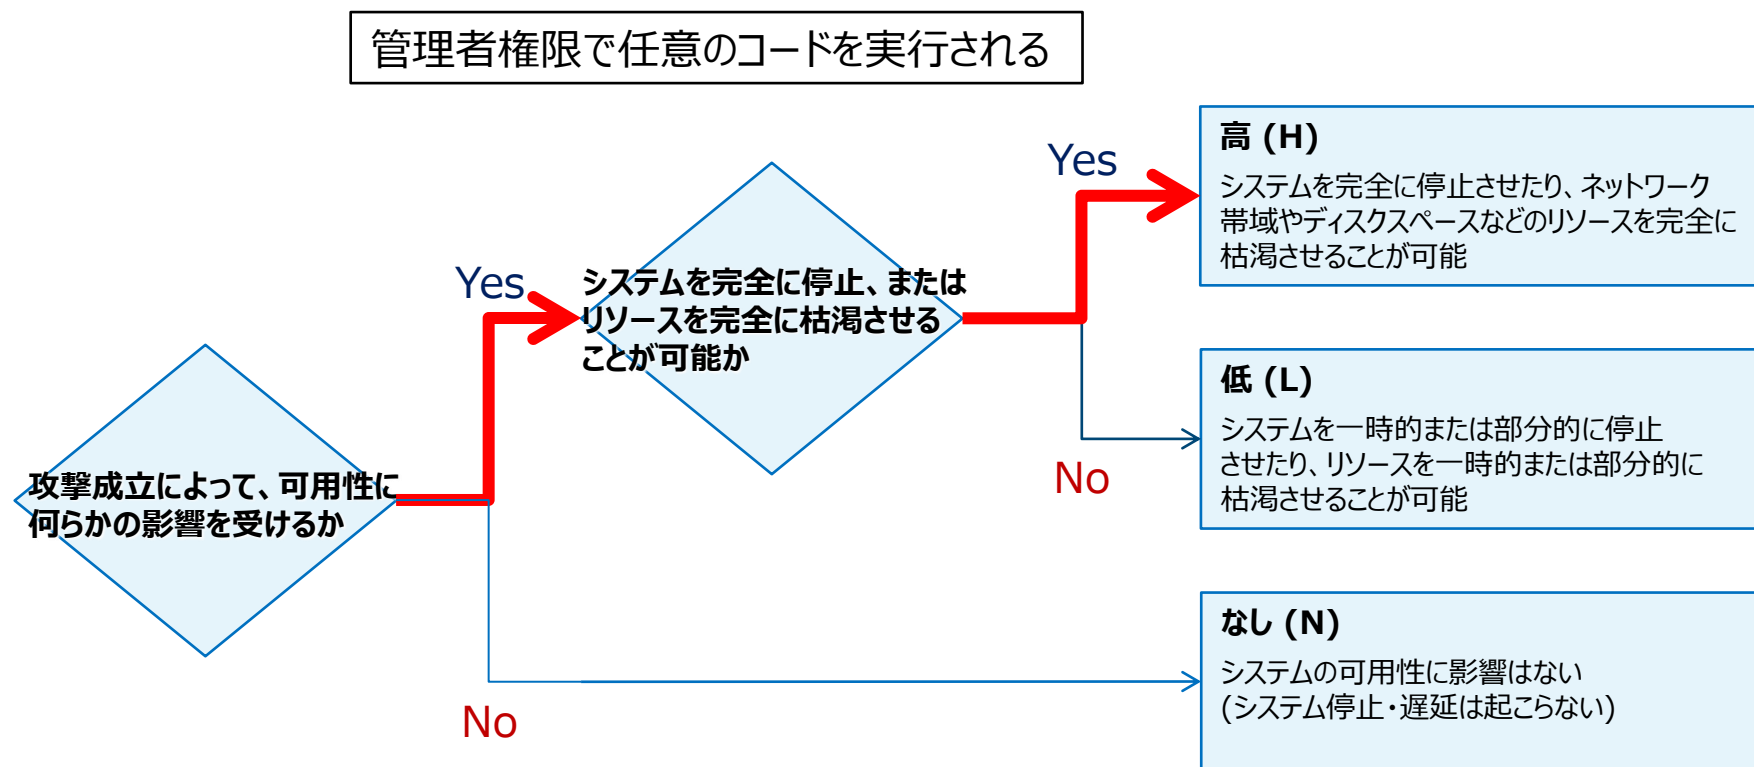 管理者権限で任意のコードを実行される
Yes
高 (H)
システムを完全に停止させたり、ネットワーク
帯域やディスクスペースなどのリソースを完全に
枯渇させることが可能
Yes
システムを完全に停止、または
リソースを完全に枯渇させる
ことが可能か
低 (L)
システムを一時的または部分的に停止
させたり、リソースを一時的または部分的に
枯渇させることが可能
No
攻撃成立によって、可用性に
何らかの影響を受けるか
なし (N)
システムの可用性に影響はない
(システム停止・遅延は起こらない)
No